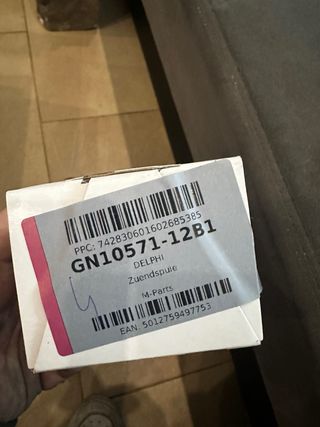 PPC: 742830601602685385
GN10571-12B1
DELPHI
Zuendspule
M-Parts
EAN: 5012759497753